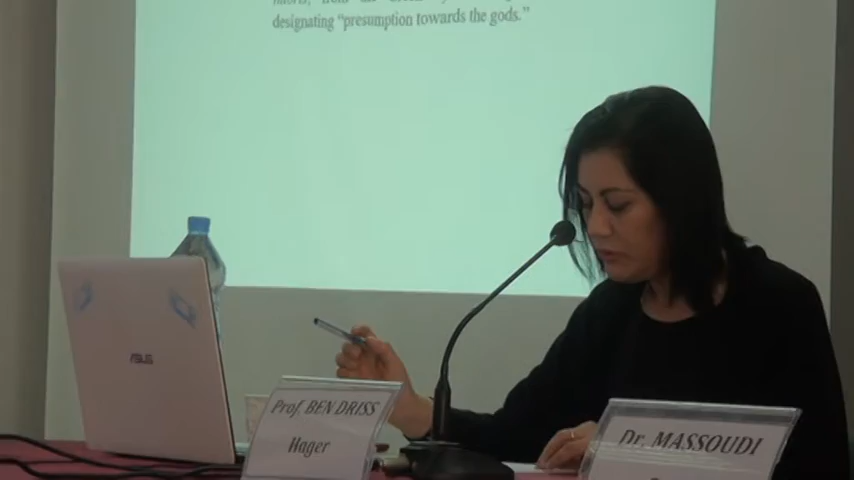 designating “presumption towards the gods.”
ASUS
Prof. BEN DRISS
Hager
Dr. MASSOUDI